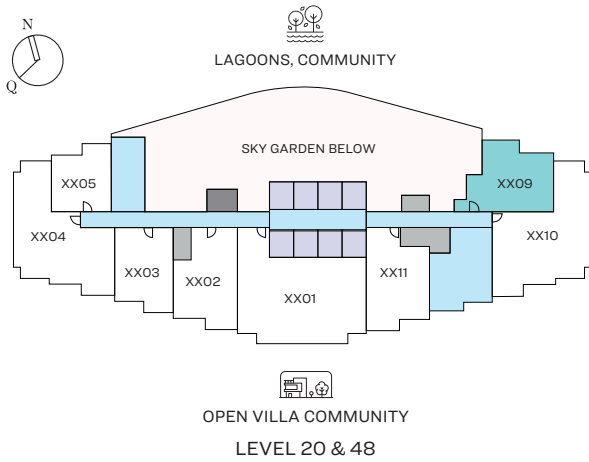 N
Q
LAGOONS, COMMUNITY
SKY GARDEN BELOW
XX05
XX09
XX04
XX10
XX03
XX02
XX11
XX01
OPEN VILLA COMMUNITY
LEVEL 20 & 48